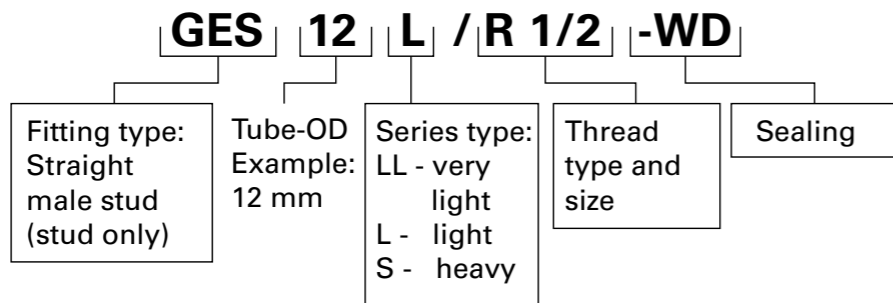 GES 12 L / R 1/2 -WD
Fitting type:
Straight
male stud
(stud only)
Tube-OD
Example:
12 mm
Series type:
LL - very
light
L - light
S - heavy
Thread
type and
size
Sealing